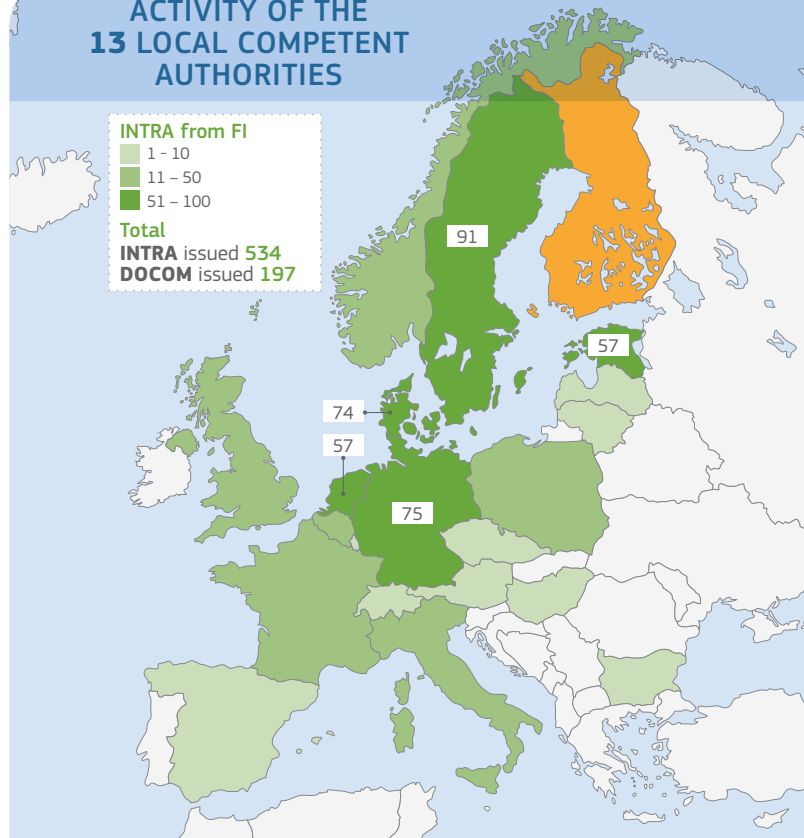 ACTIVITY OF THE
13 LOCAL COMPETENT
AUTHORITIES
INTRA from FI
1 - 10
11 – 50
51 – 100
Total
INTRA issued 534
DOCOM issued 197
91
57
74
57
75